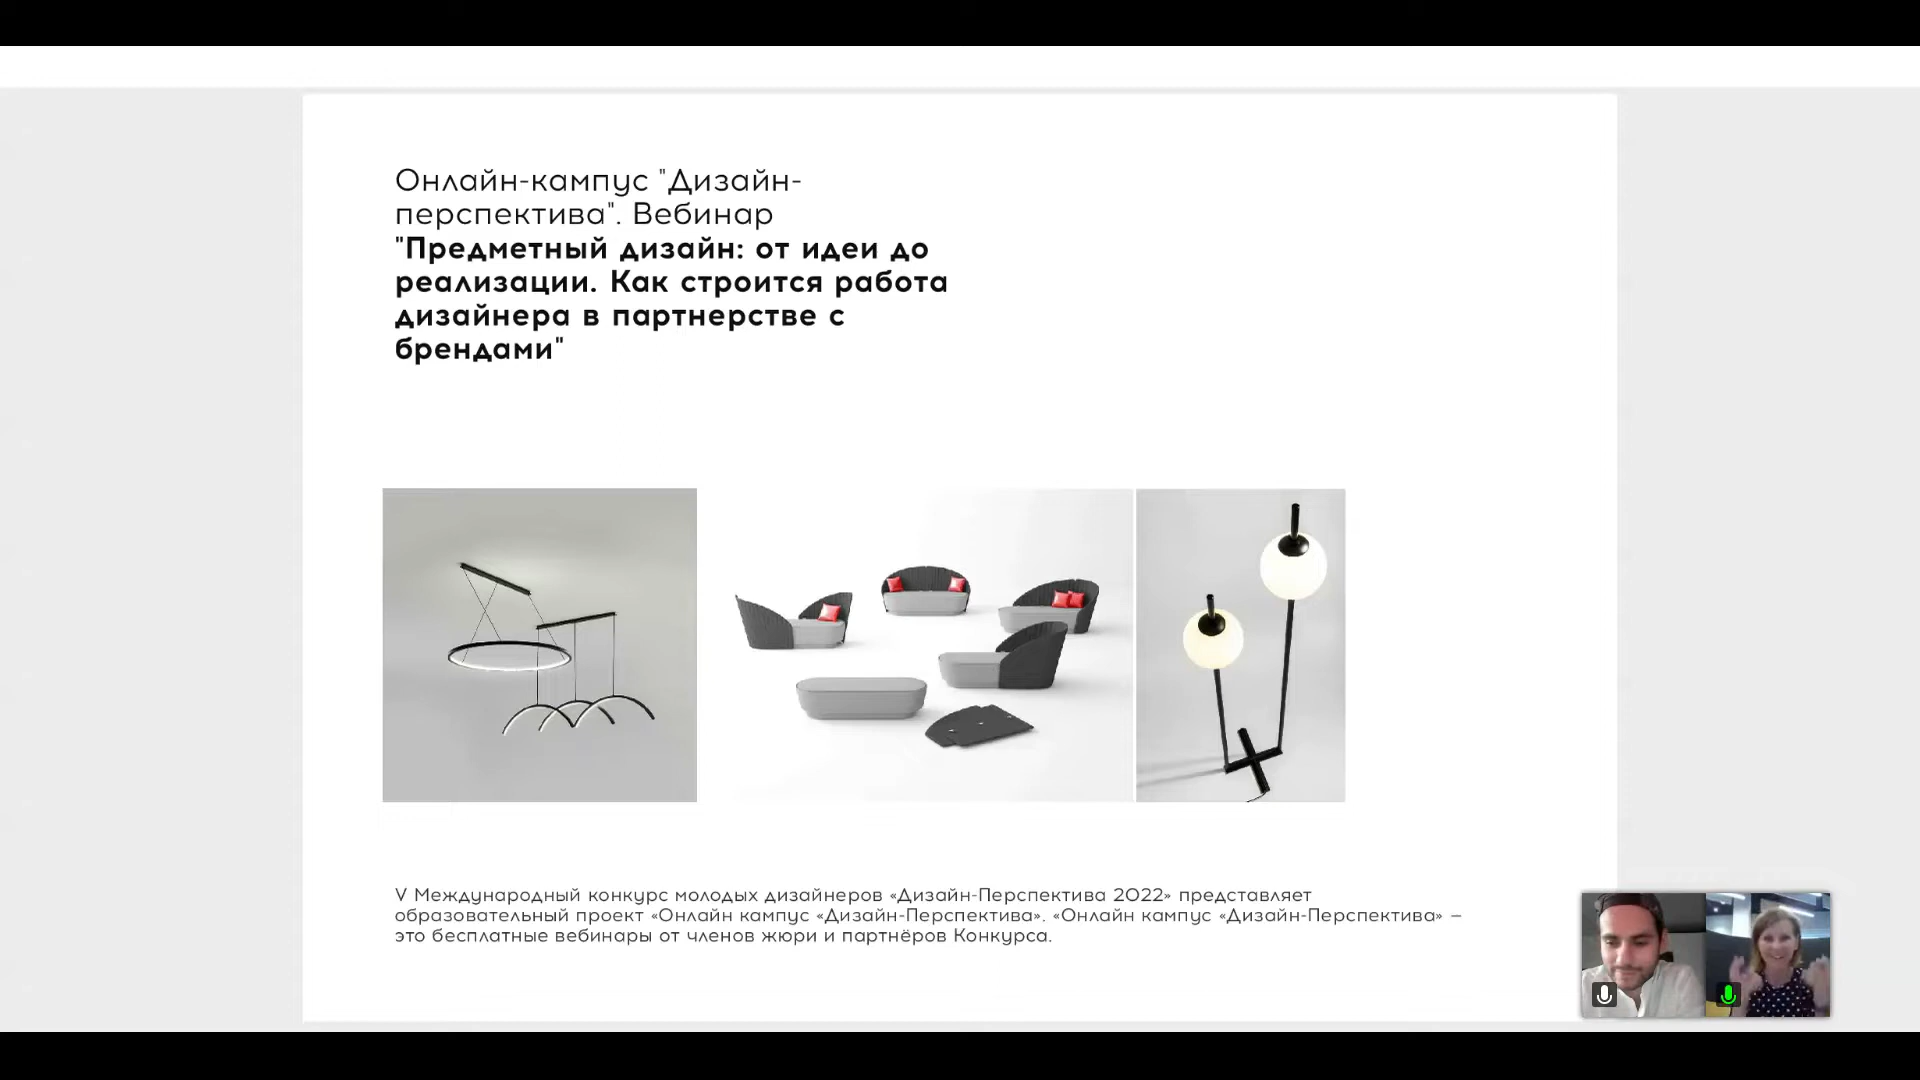 Онлайн-кампус "Дизайн-
перспектива". Вебинар
"Предметный дизайн: от идеи до
реализации. Как строится работа
дизайнера в партнерстве с
брендами"
V Международный конкурс молодых дизайнеров «Дизайн-Перспектива 2022» представляет
образовательный проект «Онлайн кампус «Дизайн-Перспектива». «Онлайн кампус «Дизайн-Перспектива» —
это бесплатные вебинары от членов жюри и партнёров Конкурса.